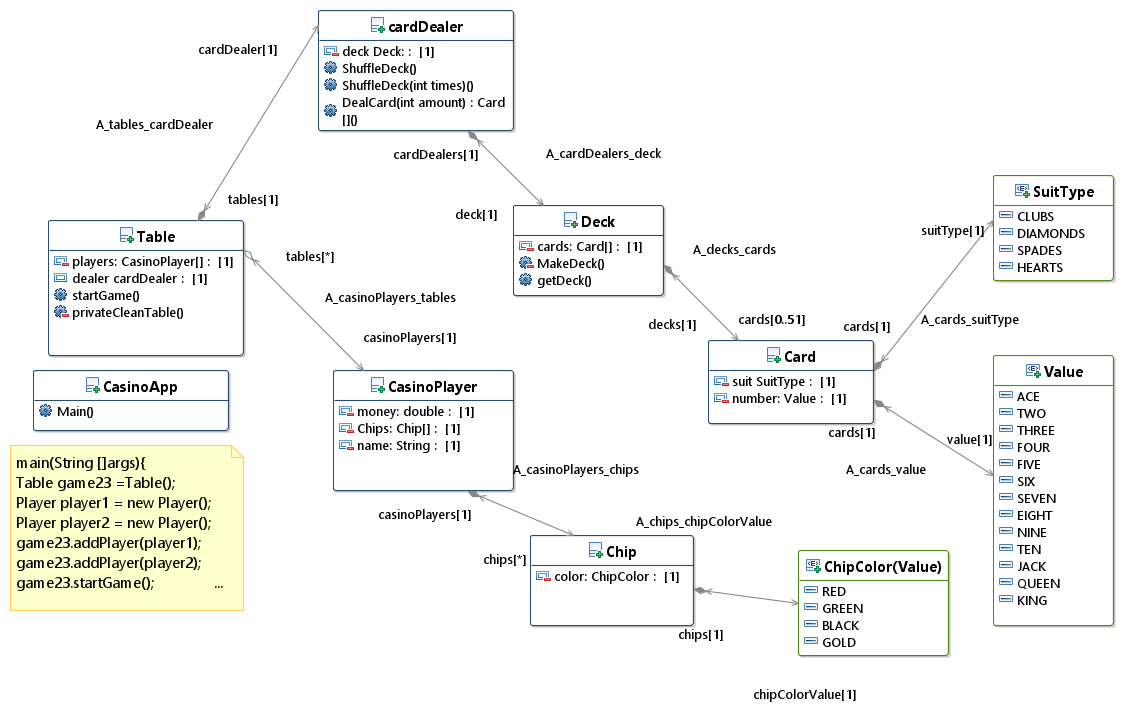 cardDealer
deck Deck: :  [1]
ShuffleDeck()
ShuffleDeck(int times)()
DealCard(int amount) : Card
[]()
cardDealer[1]
A_tables_cardDealer
tables[1]
cardDealers[1]
A_cardDealers_deck
deck[1]
Table
players: CasinoPlayer[] :  [1]
dealer cardDealer :  [1]
startGame()
privateCleanTable()
tables[*]
A_casinoPlayers_tables
casinoPlayers[1]
Deck
cards: Card[] :  [1]
MakeDeck()
getDeck()
A_decks_cards
decks[1]
cards[0.51]
SuitType
CLUBS
DIAMONDS
SPADES
HEARTS
suitType[1]
A_cards_suitType
cards[1]
Card
suit SuitType :  [1]
number: Value :  [1]
cards[1]
value[1]
A_cards_value
Value
ACE
TWO
THREE
FOUR
FIVE
SIX
SEVEN
EIGHT
NINE
TEN
JACK
QUEEN
KING
CasinoApp
Main()
CasinoPlayer
money: double :  [1]
Chips: Chip[] :  [1]
name: String :  [1]
A_casinoPlayers_chips
casinoPlayers[1]
chips[*]
A_chips_chipColorValue
main(String []args){
Table game23 =Table();
Player player1 = new Player();
Player player2 = new Player();
game23.addPlayer(player1);
game23.addPlayer(player2);
game23.startGame(); ...
Chip
color: ChipColor :  [1]
chips[1]
ChipColor(Value)
RED
GREEN
BLACK
GOLD
chipColorValue[1]